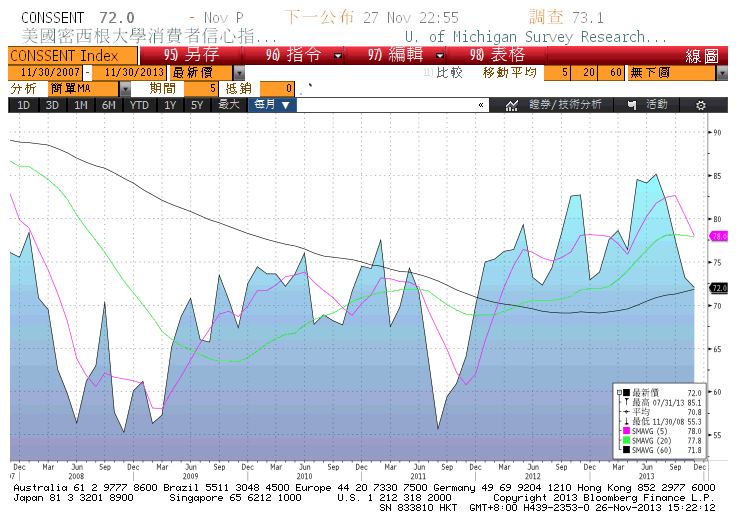 CONSSENT 72.0 - Nov P 下一公布 27 Nov 22:55 調查 73.1
美國密西根大學消費者信心指... U. of Michigan Survey Research...
CONSSENT Index 95) 另存 96) 指令 97) 編輯 98) 表格 線圖
11/30/2007 - 11/30/2013 最新價 比較 移動平均 5 20 60 無下價
分析 簡單MA 期間 5 抵銷 0
1D 3D 1M 6M YTD 1Y 5Y 最大 每月 ▼ « 證券/技術分析 活動
90
85
80
78.0
75
72.0
70
65
60
55
最新價 72.0
最高 07/31/13 85.1
平均 70.8
最低 11/30/08 55.3
SMAVG (5) 78.0
SMAVG (20) 77.8
SMAVG (60) 71.8
Dec Mar Jun Sep Dec Mar Jun Sep Dec Mar Jun Sep Dec Mar Jun Sep Dec Mar Jun Sep Dec Mar Jun Sep Dec
2008 2009 2010 2011 2012 2013
Australia 61 2 9777 8600 Brazil 5511 3048 4500 Europe 44 20 7330 7500 Germany 49 69 9204 1210 Hong Kong 852 2977 6000
Japan 81 3 3201 8900 Singapore 65 6212 1000 U.S. 1 212 318 2000 Copyright 2013 Bloomberg Finance L.P.
SN 833810 HKT GMT+8:00 H439-2353-0 26-Nov-2013 15:22:12